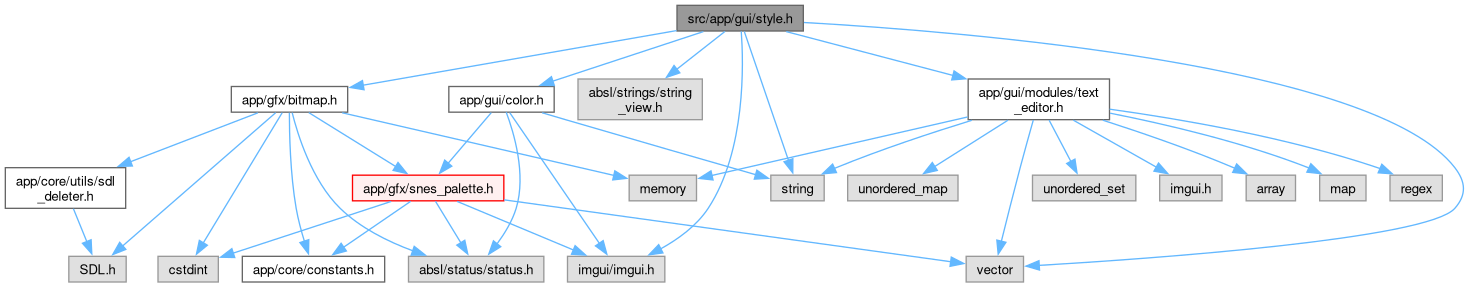 src/app/gui/style.h
app/gfx/bitmap.h
app/gui/color.h
absl/strings/string
_view.h
app/gui/modules/text
_editor.h
app/core/utils/sdl
_deleter.h
app/gfx/snes_palette.h
memory
string
unordered_map
unordered_set
imgui.h
array
map
regex
SDL.h
cstdint
app/core/constants.h
absl/status/status.h
imgui/imgui.h
vector